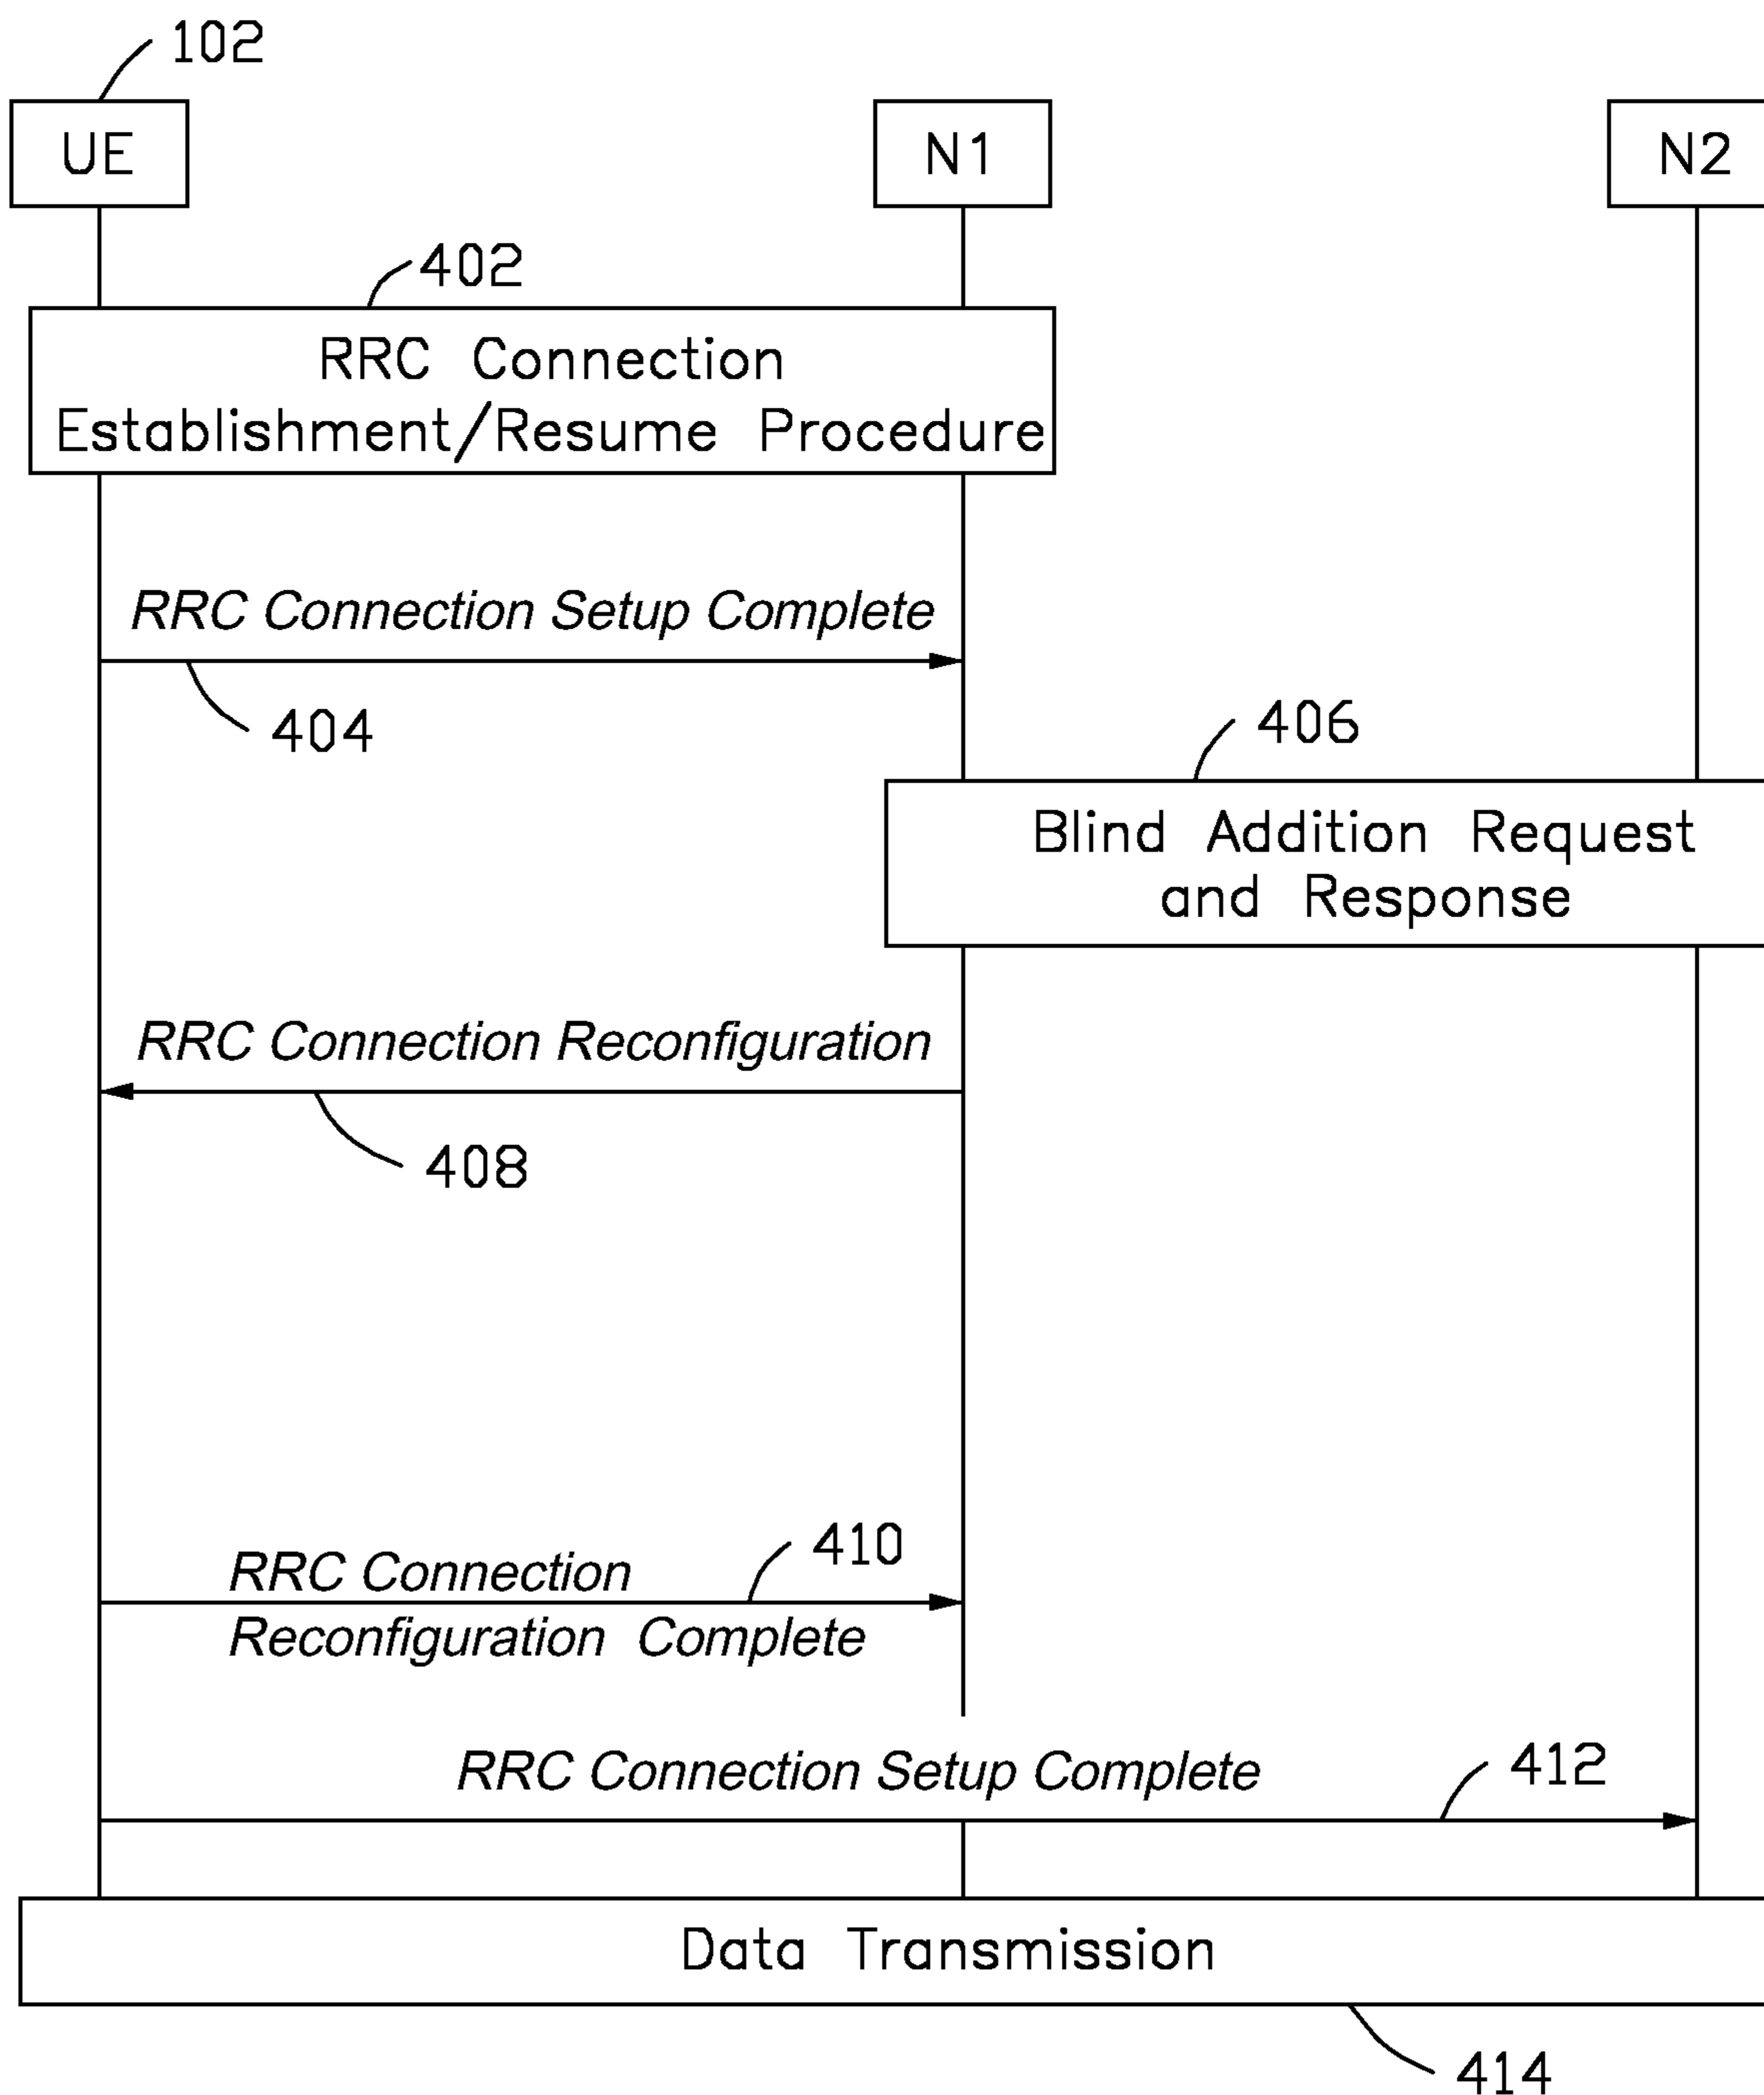 102
UE
N1
N2
402
RRC Connection
Establishment/Resume Procedure
RRC Connection Setup Complete
404
406
Blind Addition Request
and Response
RRC Connection Reconfiguration
408
410
RRC Connection
Reconfiguration Complete
RRC Connection Setup Complete
412
Data Transmission
414